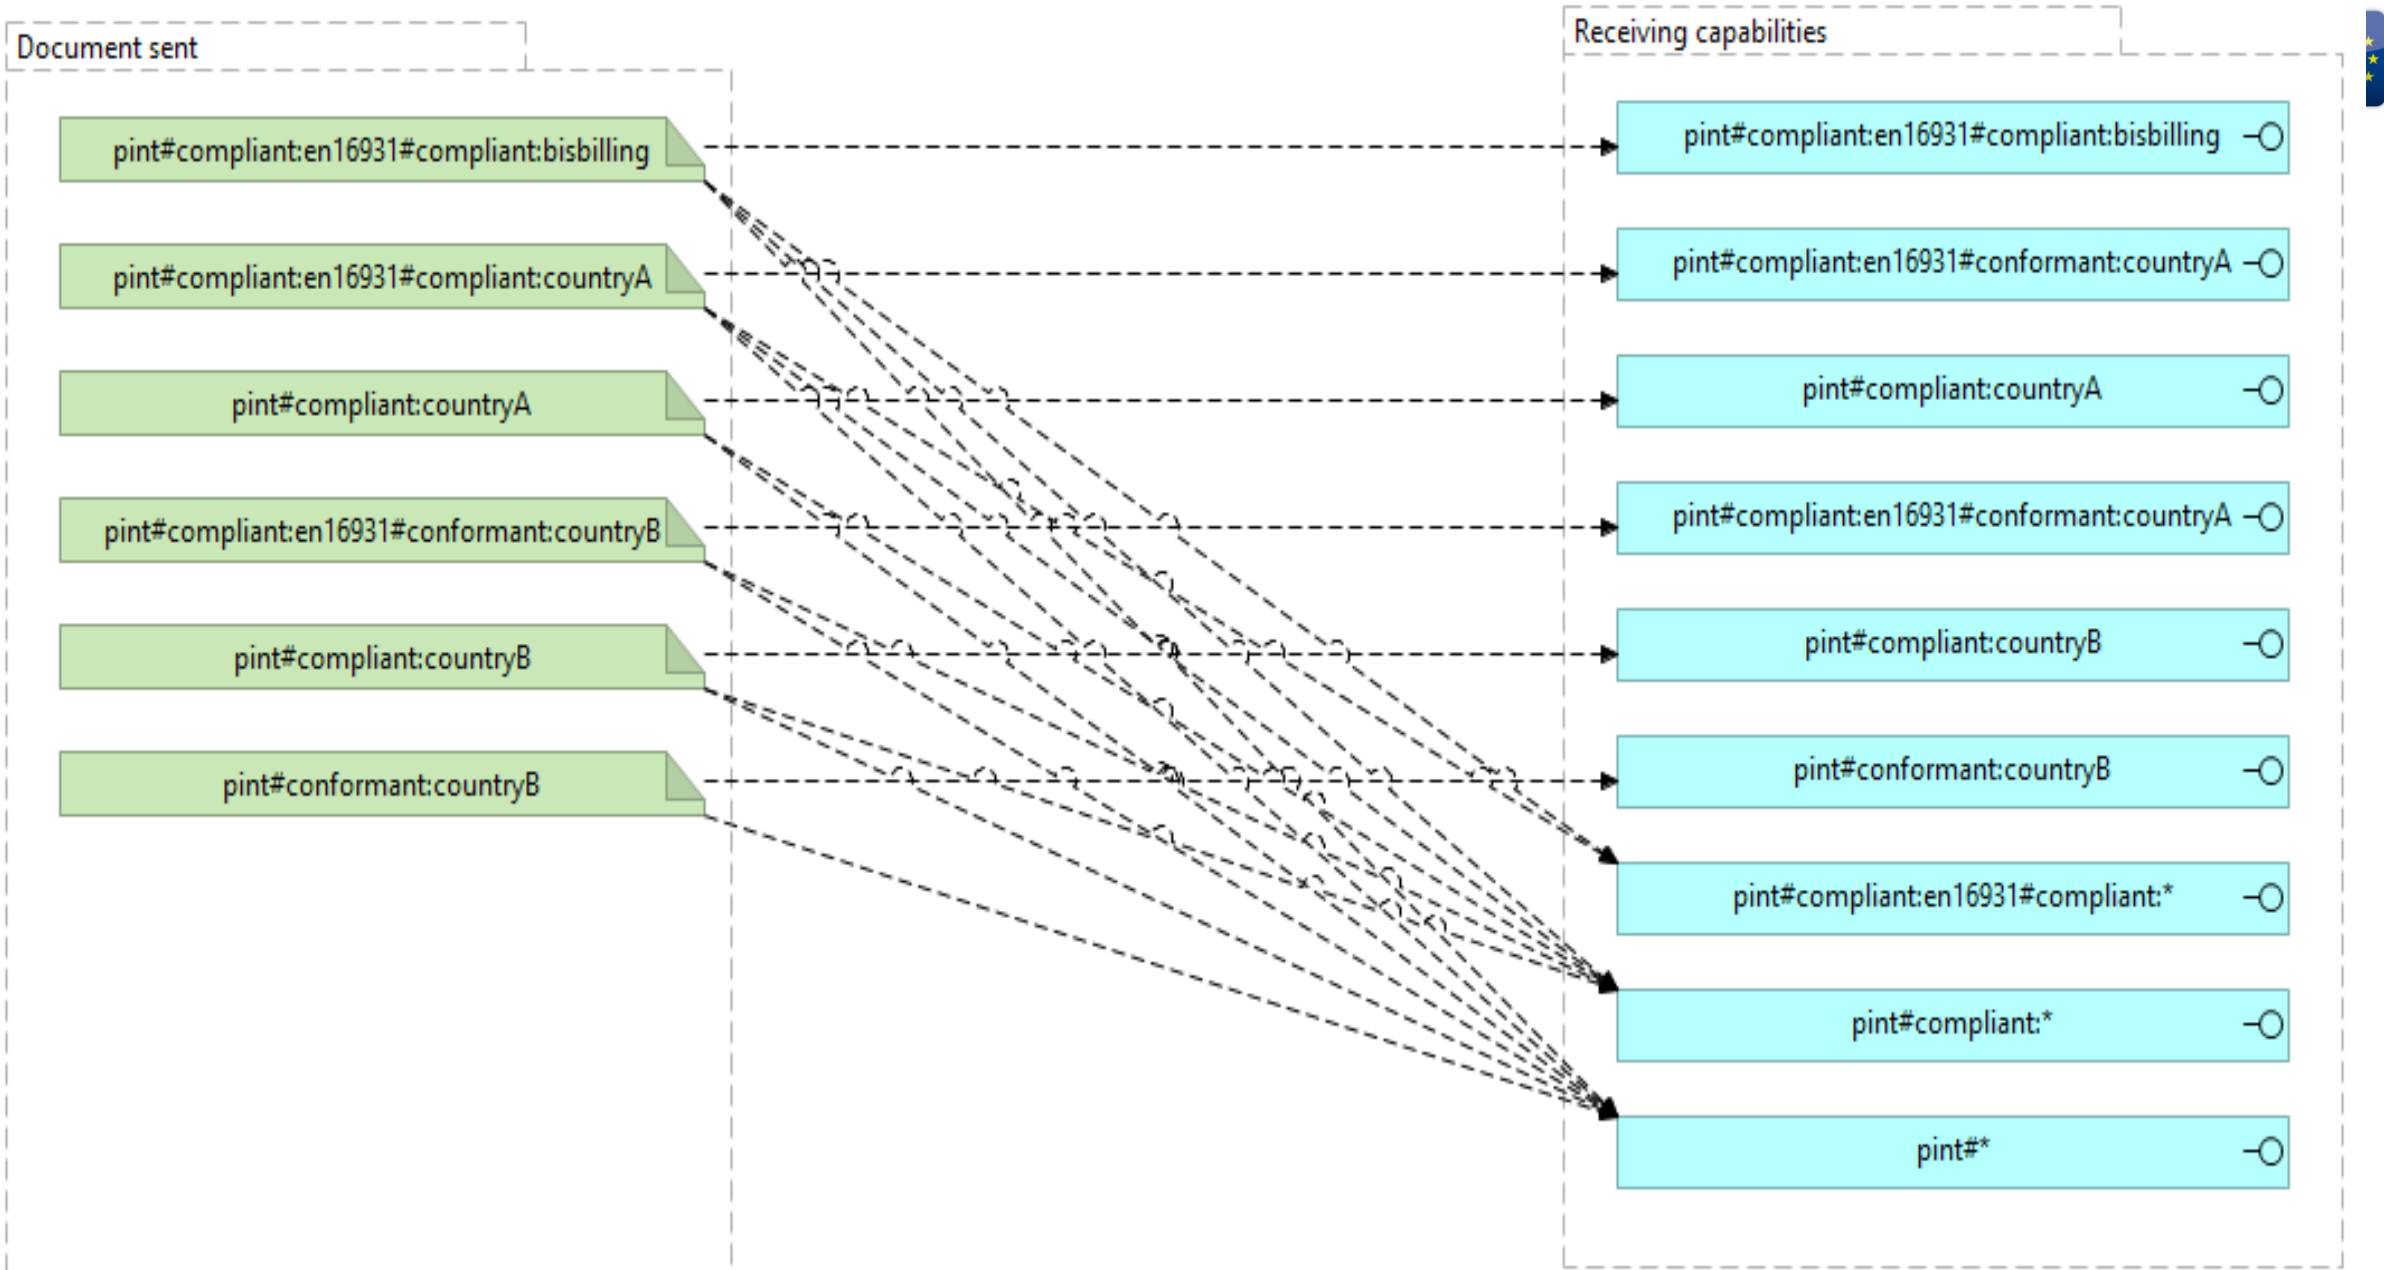 Document sent
pint#compliant:en16931#compliant:bisbilling
pint#compliant:en16931#compliant:countryA
pint#compliant:countryA
pint#compliant:en16931#conformant:countryB
pint#compliant:countryB
pint#conformant:countryB
Receiving capabilities
pint#compliant:en16931#compliant:bisbilling
pint#compliant:en16931#conformant:countryA
pint#compliant:countryA
pint#compliant:en16931#conformant:countryA
pint#compliant:countryB
pint#conformant:countryB
pint#compliant:en16931#compliant:*
pint#compliant:*
pint#*